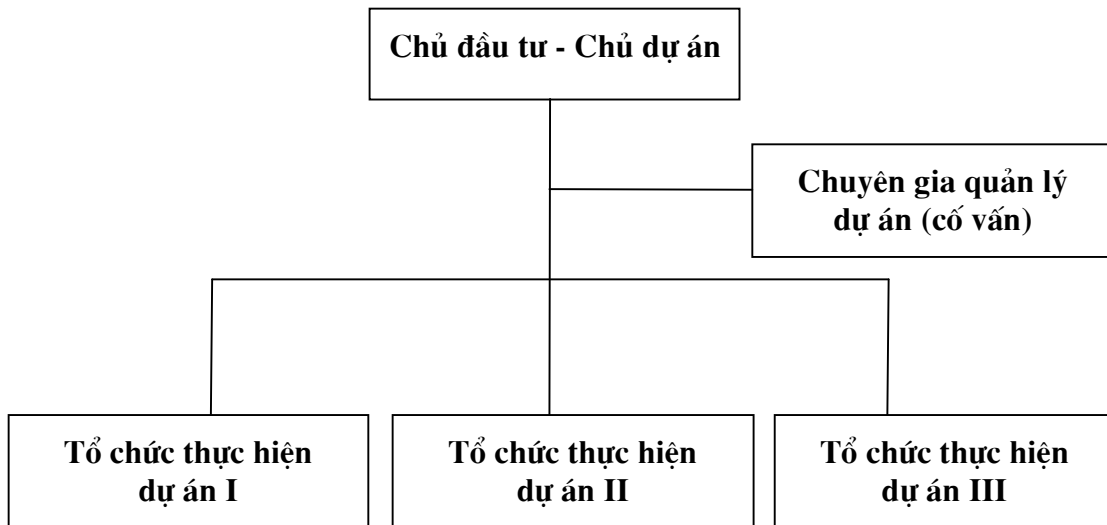 Chủ đầu tư - Chủ dự án
Chuyên gia quản lý
dự án (cố vấn)
Tổ chức thực hiện
dự án I
Tổ chức thực hiện
dự án II
Tổ chức thực hiện
dự án III